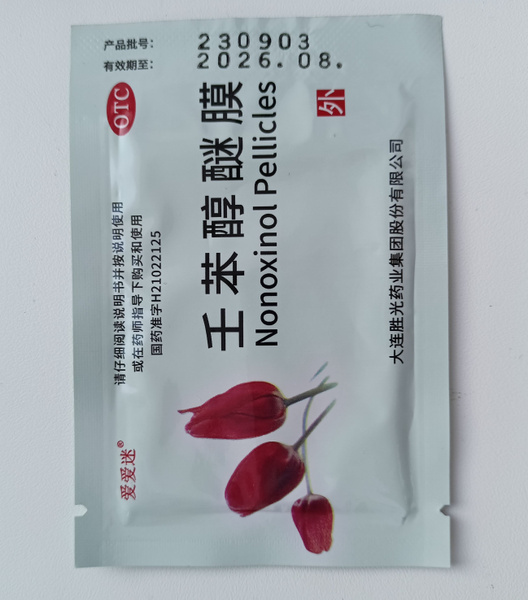 产品批号: 230903
有效期至: 2026.08.
OTC
外
壬苯醇醚膜
Nonoxinol Pellicles
请仔细阅读说明书并按说明使用
或在药师指导下购买和使用
国药准字H21022125
爱爱迷®
大连胜光药业集团股份有限公司